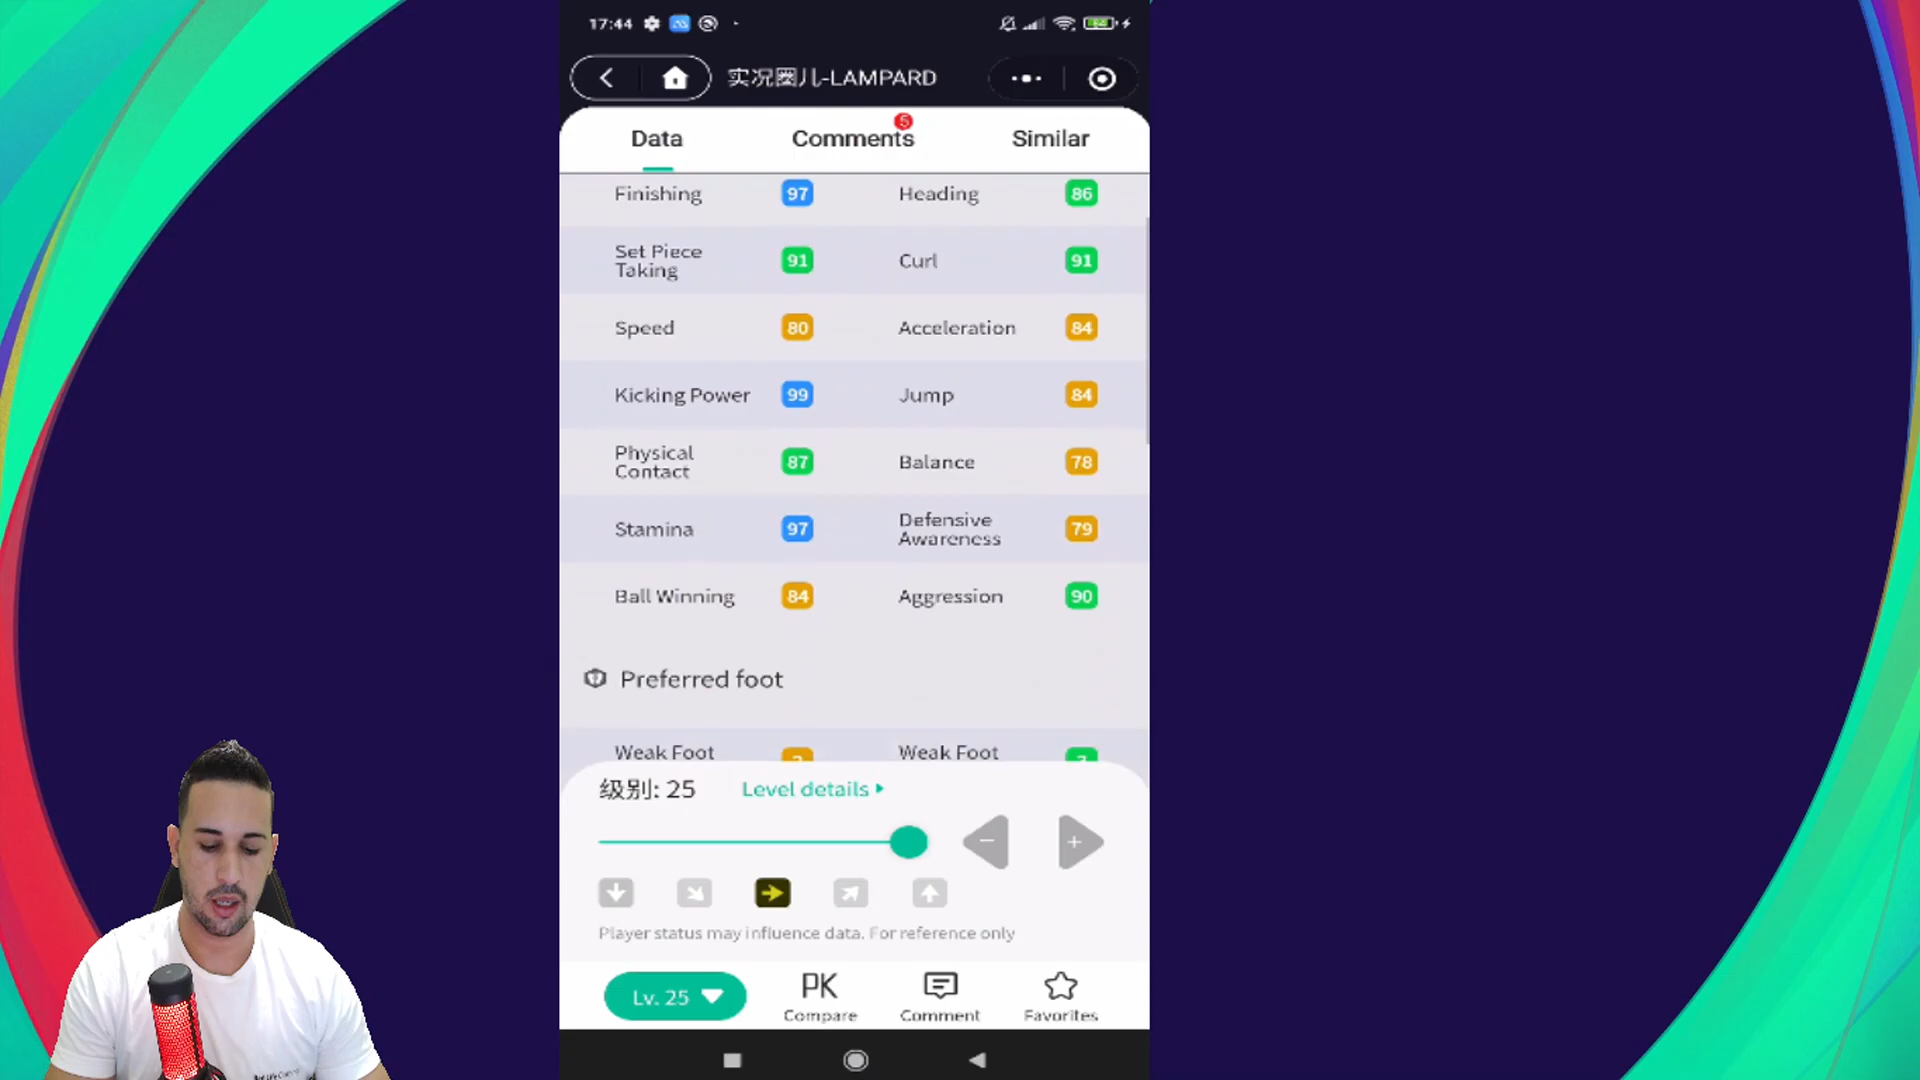 17:44
实况圈儿-LAMPARD
Data
Comments
5
Similar
Finishing 97 Heading 86
Set Piece Taking 91 Curl 91
Speed 80 Acceleration 84
Kicking Power 99 Jump 84
Physical Contact 87 Balance 78
Stamina 97 Defensive Awareness 79
Ball Winning 84 Aggression 90
Preferred foot
Weak Foot Weak Foot
级别: 25 Level details
Player status may influence data. For reference only
Lv. 25
PK
Compare
Comment
Favorites